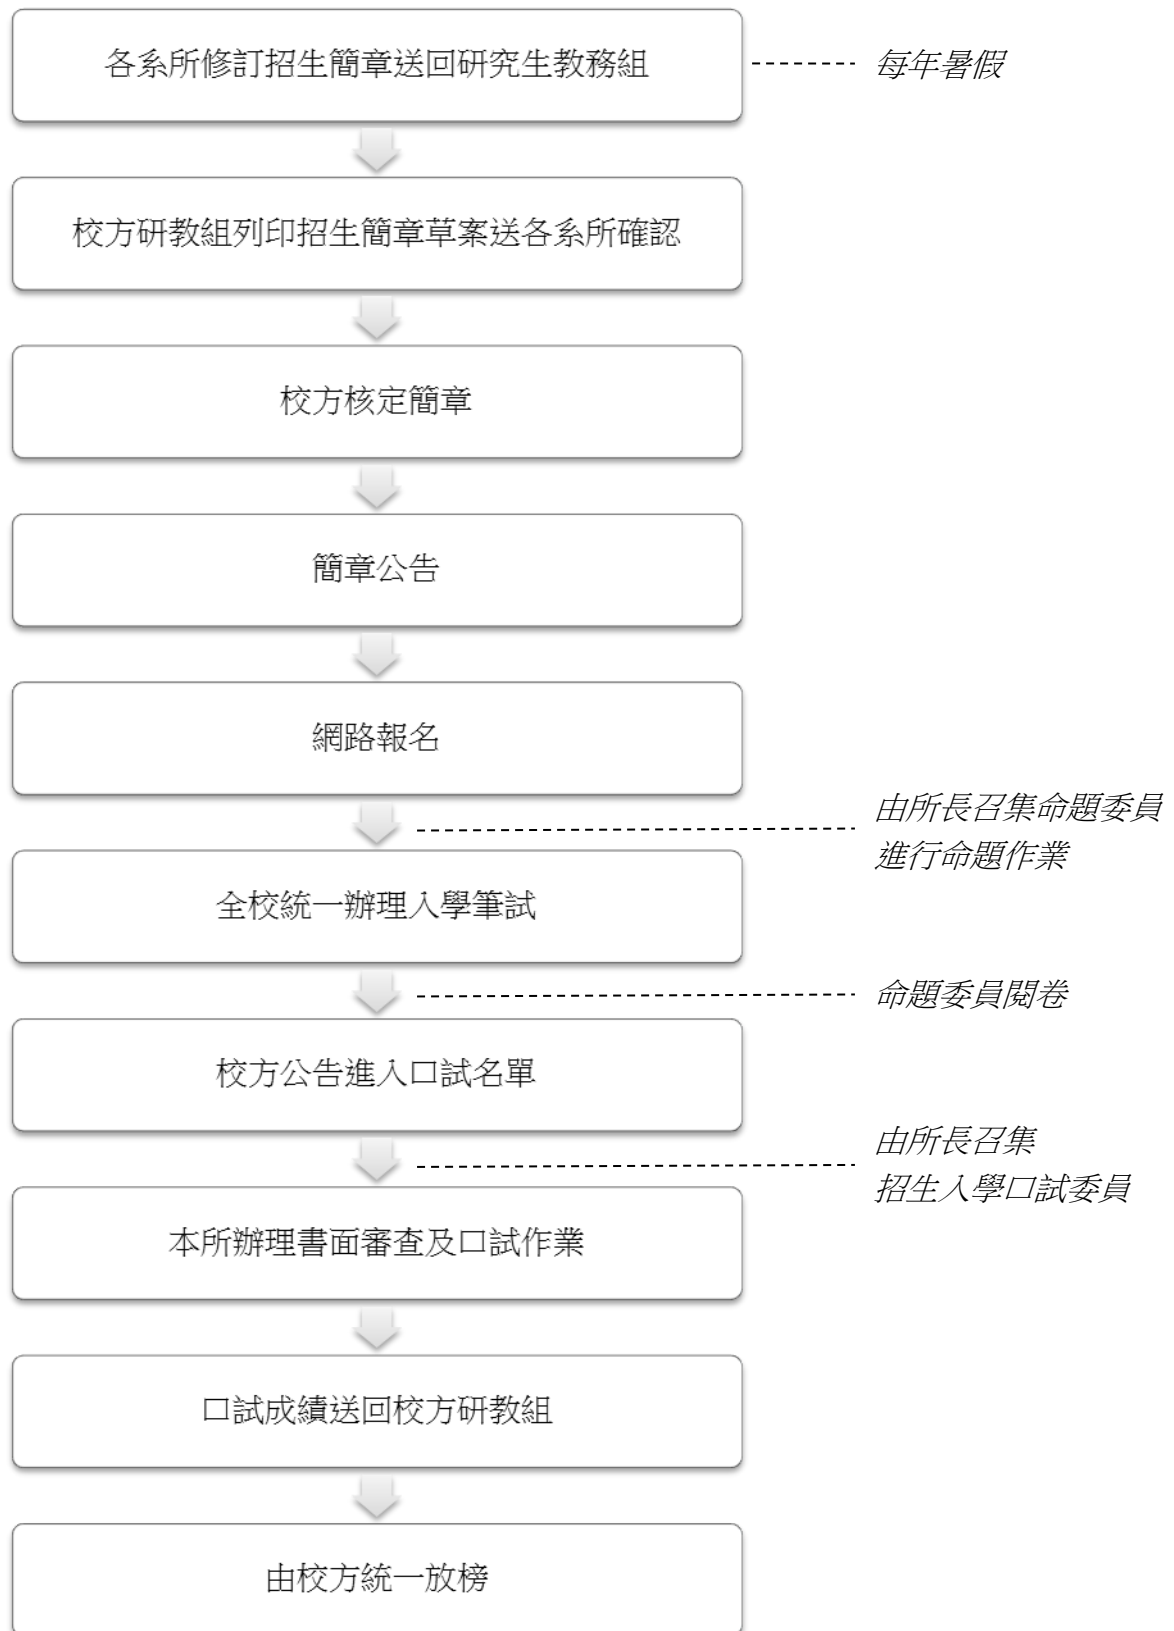 各系所修訂招生簡章送回研究生教務組
每年暑假
校方研教組列印招生簡章草案送各系所確認
校方核定簡章
簡章公告
網路報名
由所長召集命題委員
進行命題作業
全校統一辦理入學筆試
命題委員閱卷
校方公告進入口試名單
由所長召集
招生入學口試委員
本所辦理書面審查及口試作業
口試成績送回校方研教組
由校方統一放榜